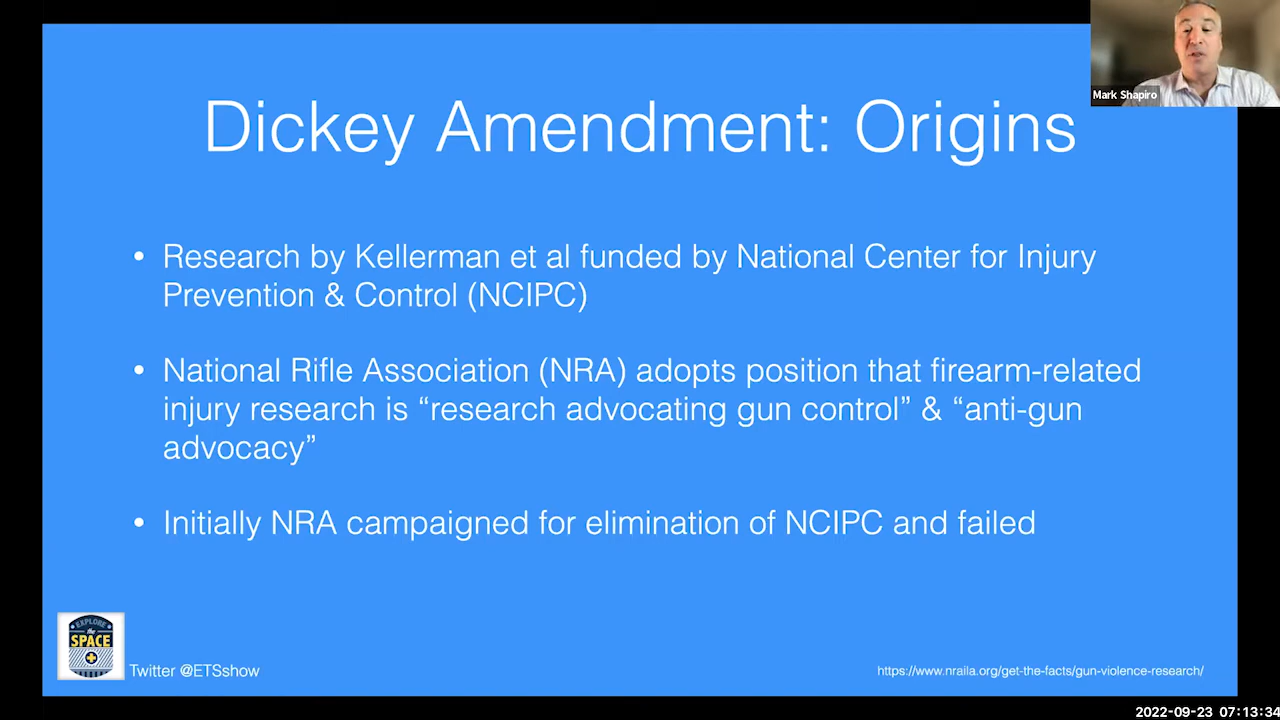 Mark Shapiro
Dickey Amendment: Origins
• Research by Kellerman et al funded by National Center for Injury
Prevention & Control (NCIPC)
• National Rifle Association (NRA) adopts position that firearm-related
injury research is “research advocating gun control” & “anti-gun
advocacy”
• Initially NRA campaigned for elimination of NCIPC and failed
EXPLORE
the
SPACE
Twitter @ETSshow
https://www.nraila.org/get-the-facts/gun-violence-research/
2022-09-23 07:13:34